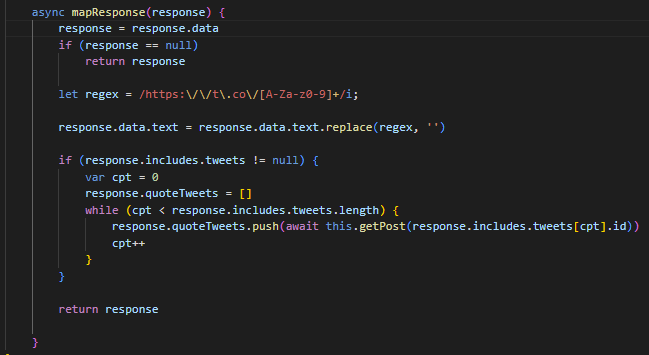 async mapResponse(response) {
response = response.data
if (response == null)
return response
let regex = /https:\/\/t\.co\/[A-Za-z0-9]+/i;
response.data.text = response.data.text.replace(regex, '')
if (response.includes.tweets != null) {
var cpt = 0
response.quoteTweets = []
while (cpt < response.includes.tweets.length) {
response.quoteTweets.push(await this.getPost(response.includes.tweets[cpt].id))
cpt++
}
}
return response
}